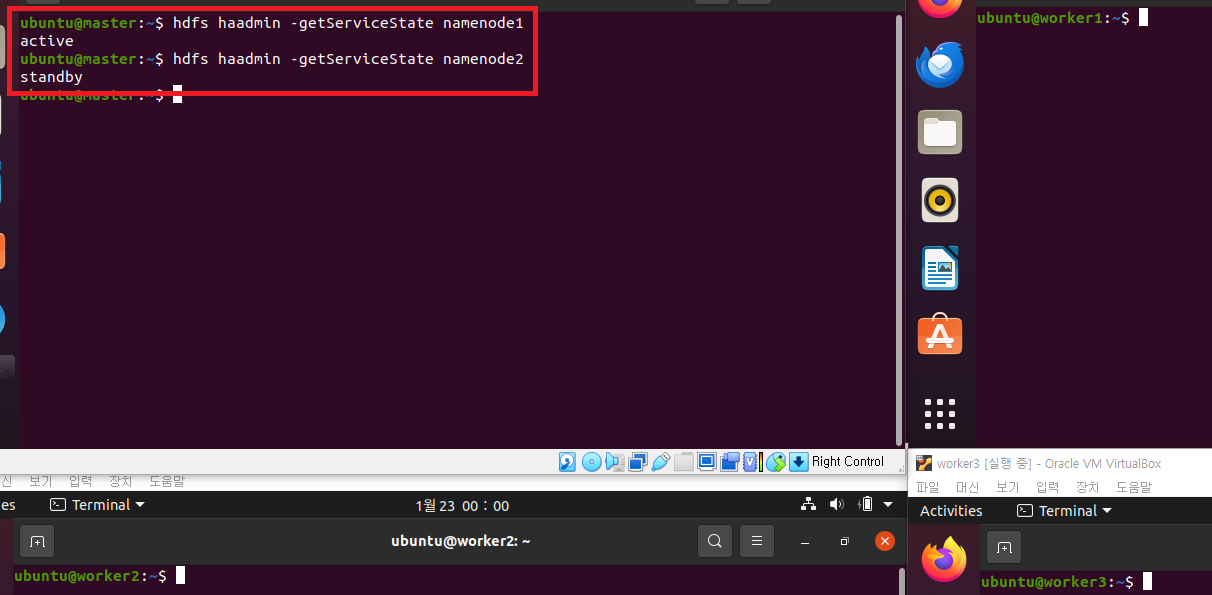 ubuntu@master:~$ hdfs haadmin -getServiceState namenode1
active
ubuntu@master:~$ hdfs haadmin -getServiceState namenode2
standby
ubuntu@master:~$
ubuntu@worker1:~$
Right Control
신 보기 입력 장치 도움말
es Terminal 1월 23 00 : 00
ubuntu@worker2: ~
ubuntu@worker2:~$
worker3 [실행 중] - Oracle VM VirtualBox
파일 머신 보기 입력 장치 도움말
Activities Terminal
ubuntu@worker3:~$